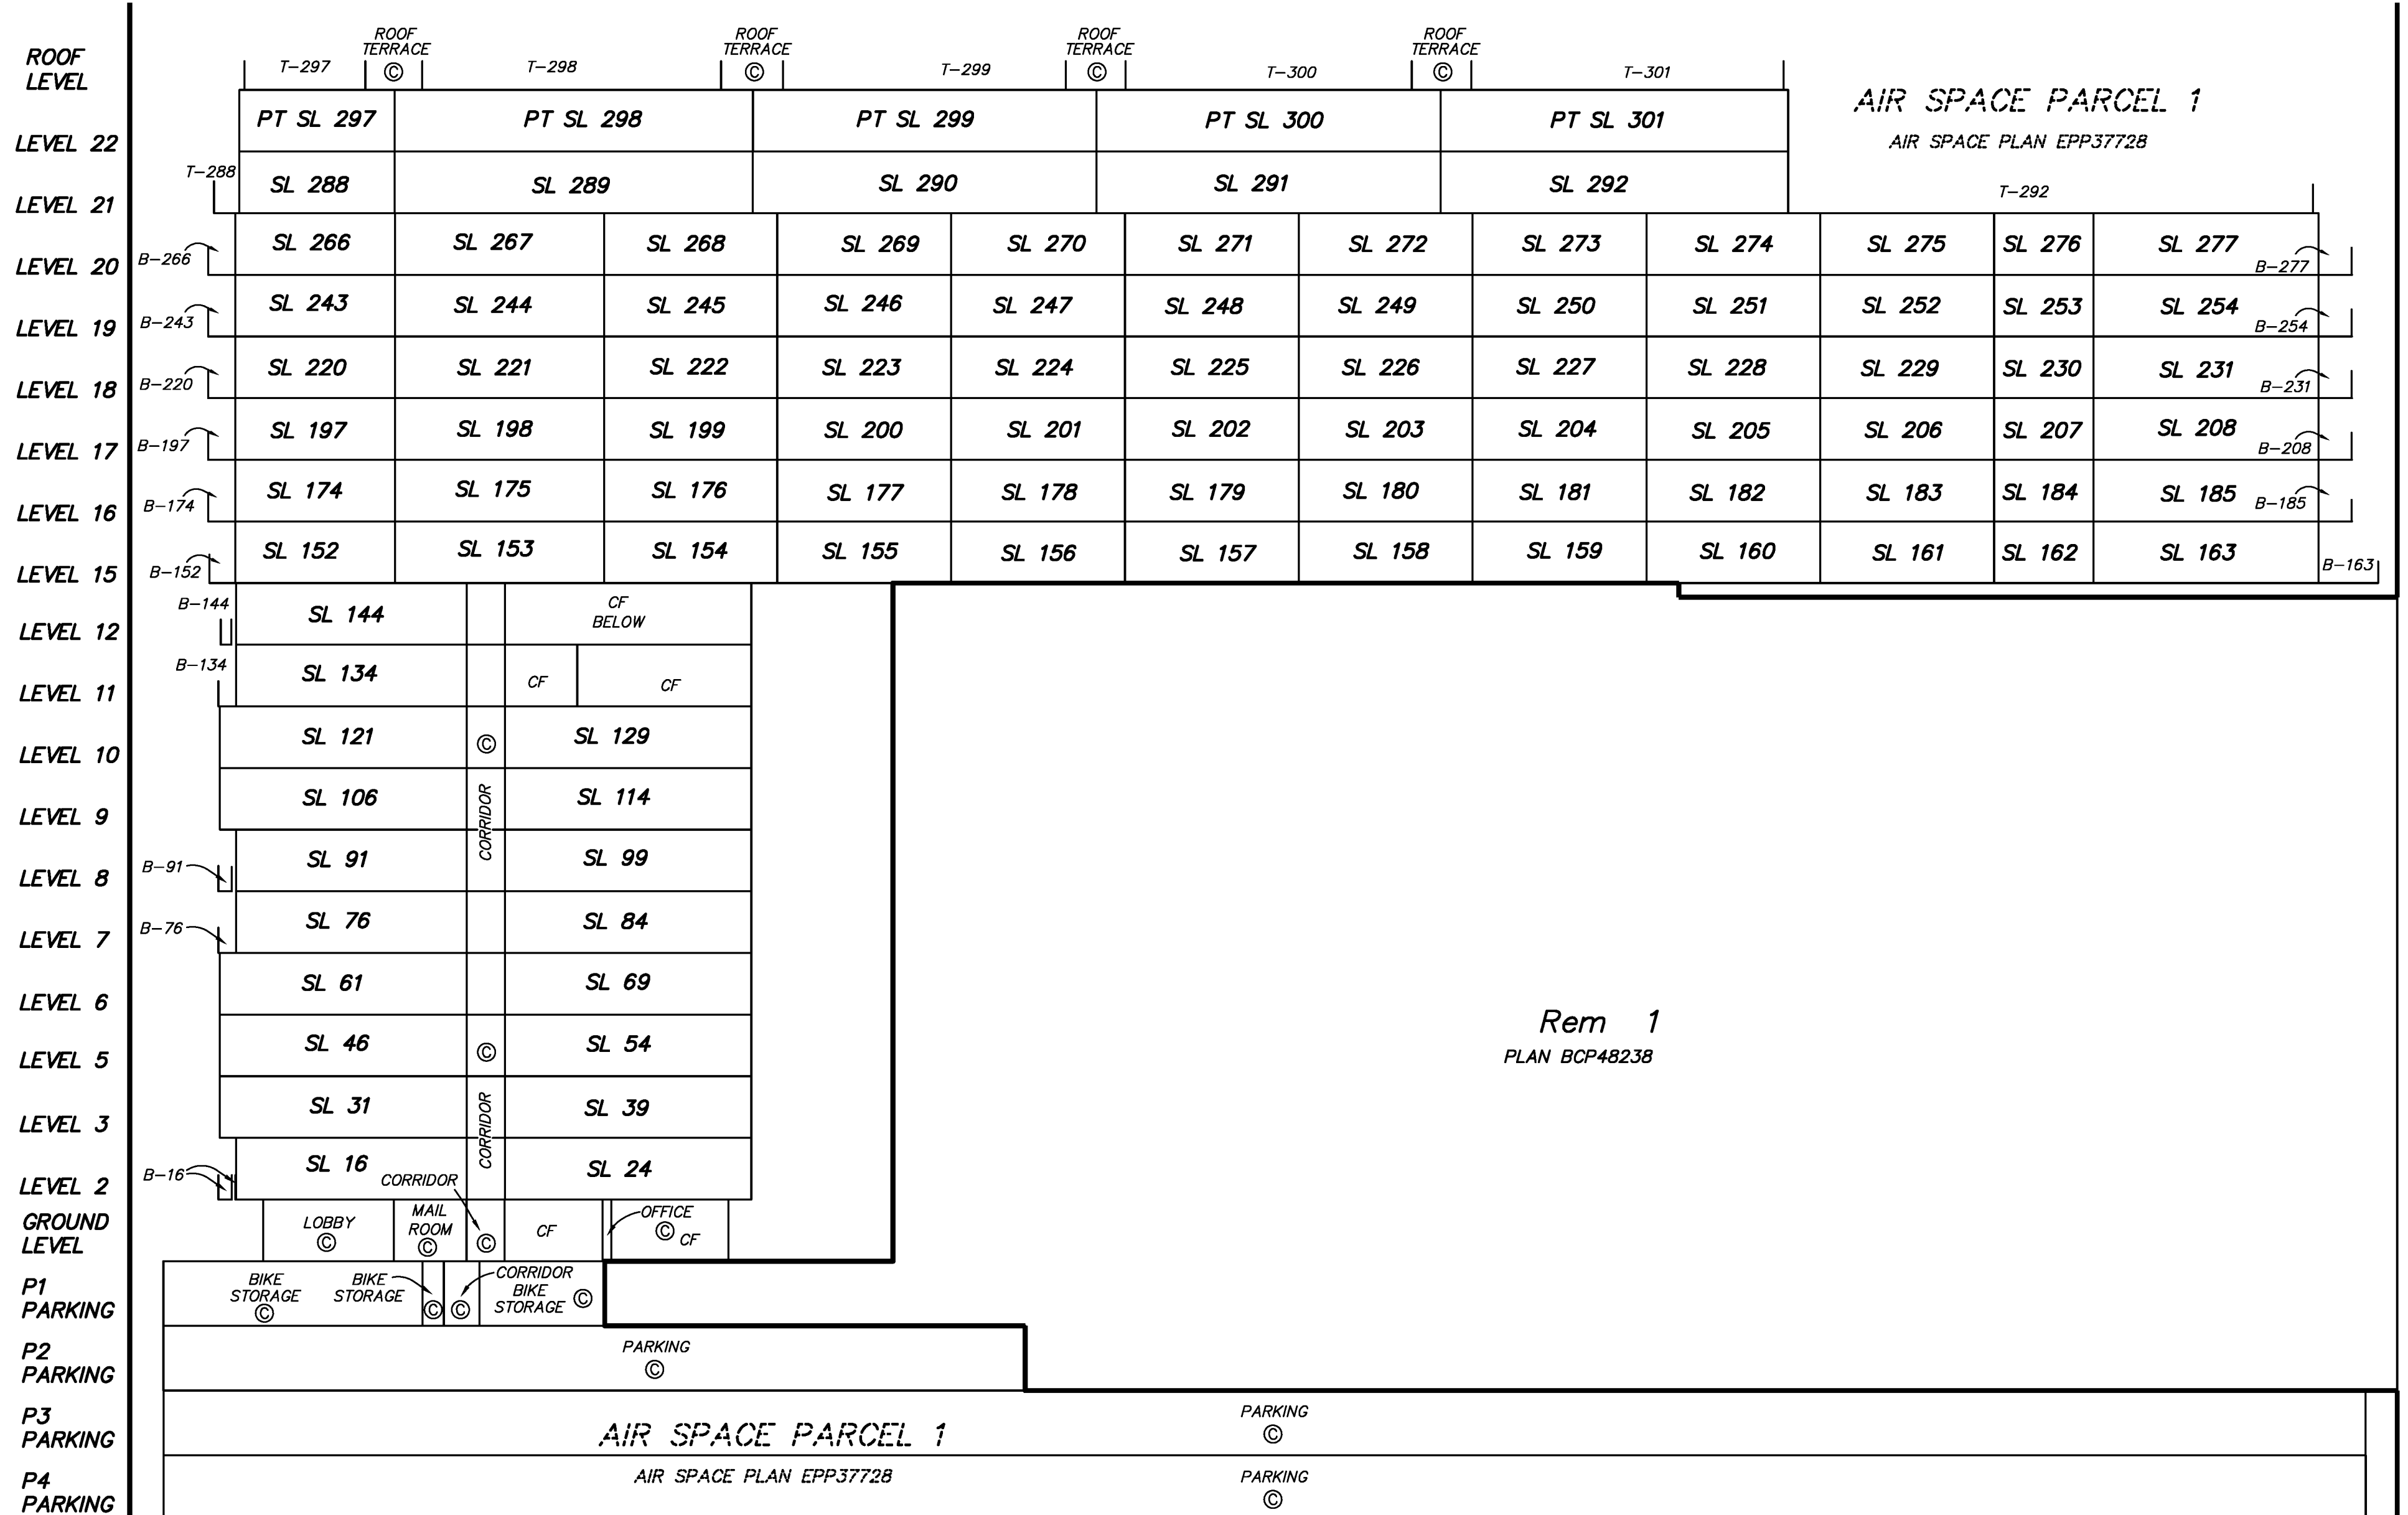 ROOF TERRACE ROOF TERRACE ROOF TERRACE ROOF TERRACE
ROOF LEVEL T-297 © T-298 © T-299 © T-300 © T-301
LEVEL 22 PT SL 297 PT SL 298 PT SL 299 PT SL 300 PT SL 301
AIR SPACE PARCEL 1
AIR SPACE PLAN EPP37728
LEVEL 21 T-288 SL 288 SL 289 SL 290 SL 291 SL 292 T-292
LEVEL 20 B-266 SL 266 SL 267 SL 268 SL 269 SL 270 SL 271 SL 272 SL 273 SL 274 SL 275 SL 276 SL 277 B-277
LEVEL 19 B-243 SL 243 SL 244 SL 245 SL 246 SL 247 SL 248 SL 249 SL 250 SL 251 SL 252 SL 253 SL 254 B-254
LEVEL 18 B-220 SL 220 SL 221 SL 222 SL 223 SL 224 SL 225 SL 226 SL 227 SL 228 SL 229 SL 230 SL 231 B-231
LEVEL 17 B-197 SL 197 SL 198 SL 199 SL 200 SL 201 SL 202 SL 203 SL 204 SL 205 SL 206 SL 207 SL 208 B-208
LEVEL 16 B-174 SL 174 SL 175 SL 176 SL 177 SL 178 SL 179 SL 180 SL 181 SL 182 SL 183 SL 184 SL 185 B-185
LEVEL 15 B-152 SL 152 SL 153 SL 154 SL 155 SL 156 SL 157 SL 158 SL 159 SL 160 SL 161 SL 162 SL 163 B-163
LEVEL 12 B-144 SL 144 CF BELOW
LEVEL 11 B-134 SL 134 CF CF
LEVEL 10 SL 121 © SL 129
LEVEL 9 SL 106 CORRIDOR SL 114
LEVEL 8 B-91 SL 91 SL 99
LEVEL 7 B-76 SL 76 SL 84
LEVEL 6 SL 61 SL 69
Rem 1
PLAN BCP48238
LEVEL 5 SL 46 © SL 54
LEVEL 3 SL 31 CORRIDOR SL 39
LEVEL 2 B-16 SL 16 CORRIDOR SL 24
GROUND LEVEL LOBBY © MAIL ROOM © © CF OFFICE © CF
P1 PARKING BIKE STORAGE © BIKE STORAGE © © CORRIDOR BIKE STORAGE ©
P2 PARKING PARKING ©
P3 PARKING AIR SPACE PARCEL 1 PARKING ©
P4 PARKING AIR SPACE PLAN EPP37728 PARKING ©